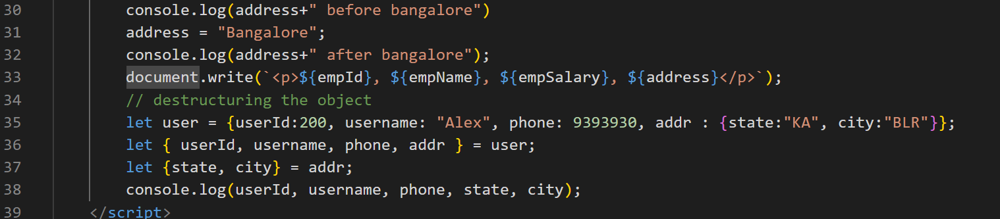 30 console.log(address+" before bangalore")
31 address = "Bangalore";
32 console.log(address+" after bangalore");
33 document.write(`<p>${empId}, ${empName}, ${empSalary}, ${address}</p>`);
34 // destructuring the object
35 let user = {userId:200, username: "Alex", phone: 9393930, addr : {state:"KA", city:"BLR"}};
36 let { userId, username, phone, addr } = user;
37 let {state, city} = addr;
38 console.log(userId, username, phone, state, city);
39 </script>